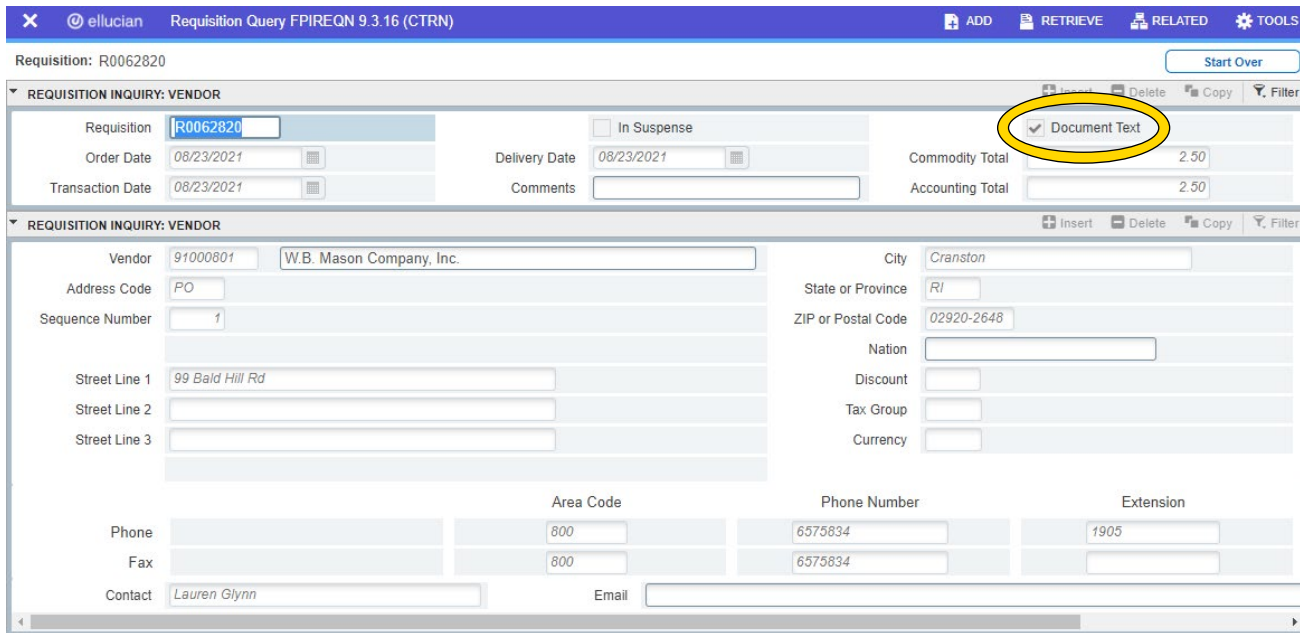 ellucian Requisition Query FPIREQN 9.3.16 (CTRN) ADD RETRIEVE RELATED TOOLS
Requisition: R0062820 Start Over
REQUISITION INQUIRY: VENDOR Insert Delete Copy Filter
Requisition R0062820 In Suspense Document Text
Order Date 08/23/2021 Delivery Date 08/23/2021 Commodity Total 2.50
Transaction Date 08/23/2021 Comments Accounting Total 2.50
REQUISITION INQUIRY: VENDOR Insert Delete Copy Filter
Vendor 91000801 W.B. Mason Company, Inc. City Cranston
Address Code PO State or Province RI
Sequence Number 1 ZIP or Postal Code 02920-2648
Nation
Street Line 1 99 Bald Hill Rd Discount
Street Line 2 Tax Group
Street Line 3 Currency
Area Code Phone Number Extension
Phone 800 6575834 1905
Fax 800 6575834
Contact Lauren Glynn Email